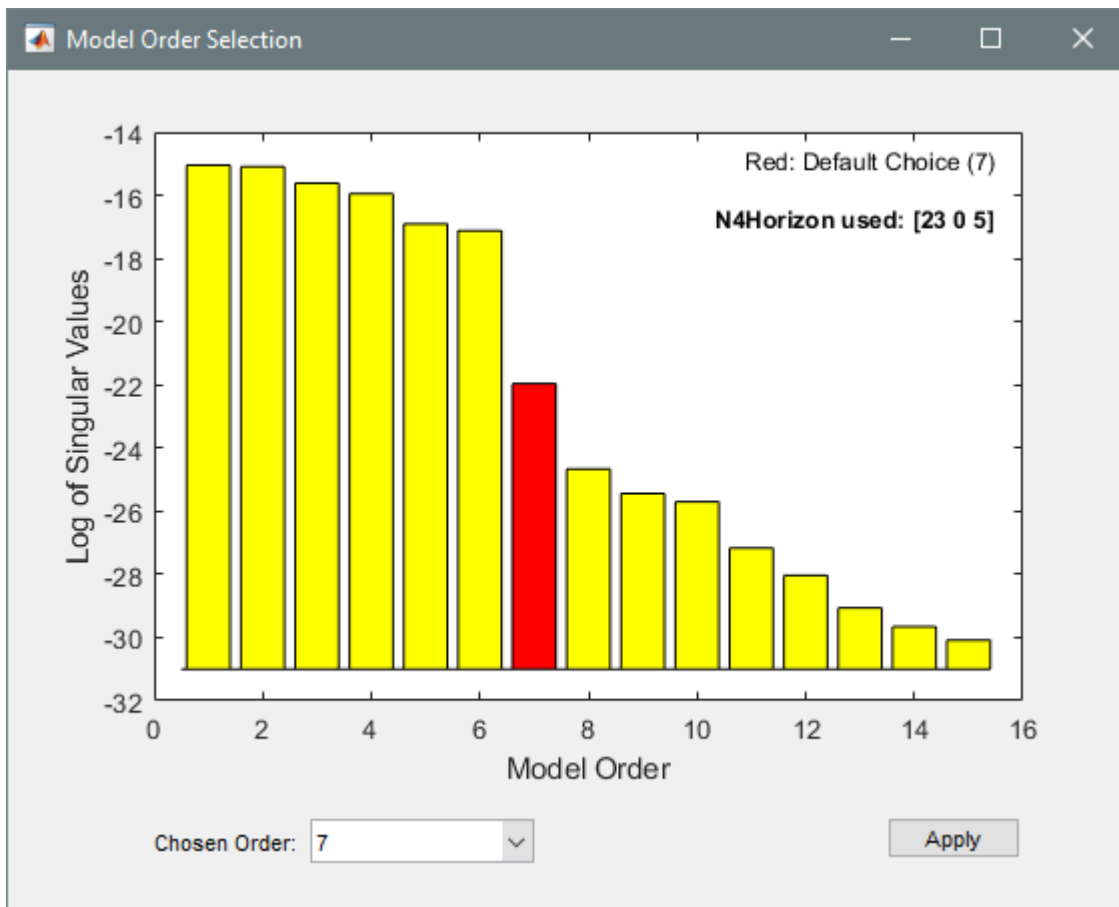 Model Order Selection
Red: Default Choice (7)
N4Horizon used: [23 0 5]
Log of Singular Values
-14
-16
-18
-20
-22
-24
-26
-28
-30
-32
0 2 4 6 8 10 12 14 16
Model Order
Chosen Order: 7
Apply